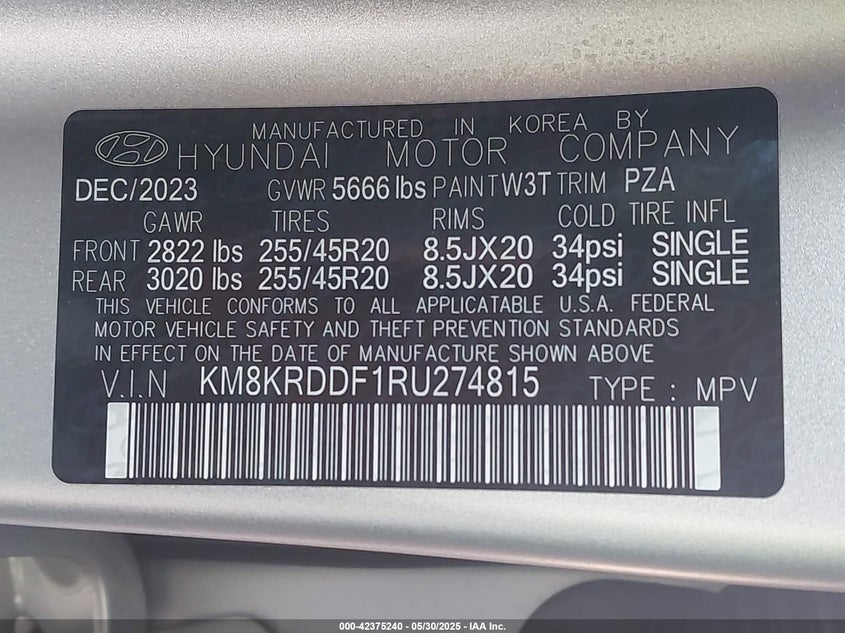 MANUFACTURED IN KOREA BY
HYUNDAI MOTOR COMPANY
DEC/2023 GVWR 5666 lbs PAINT W3T TRIM PZA
GAWR TIRES RIMS COLD TIRE INFL
FRONT 2822 lbs 255/45R20 8.5JX20 34psi SINGLE
REAR 3020 lbs 255/45R20 8.5JX20 34psi SINGLE
THIS VEHICLE CONFORMS TO ALL APPLICATABLE U.S.A. FEDERAL
MOTOR VEHICLE SAFETY AND THEFT PREVENTION STANDARDS
IN EFFECT ON THE DATE OF MANUFACTURE SHOWN ABOVE
V.I.N KM8KRDDF1RU274815 TYPE : MPV
000-42375240 - 05/30/2025 - IAA Inc.